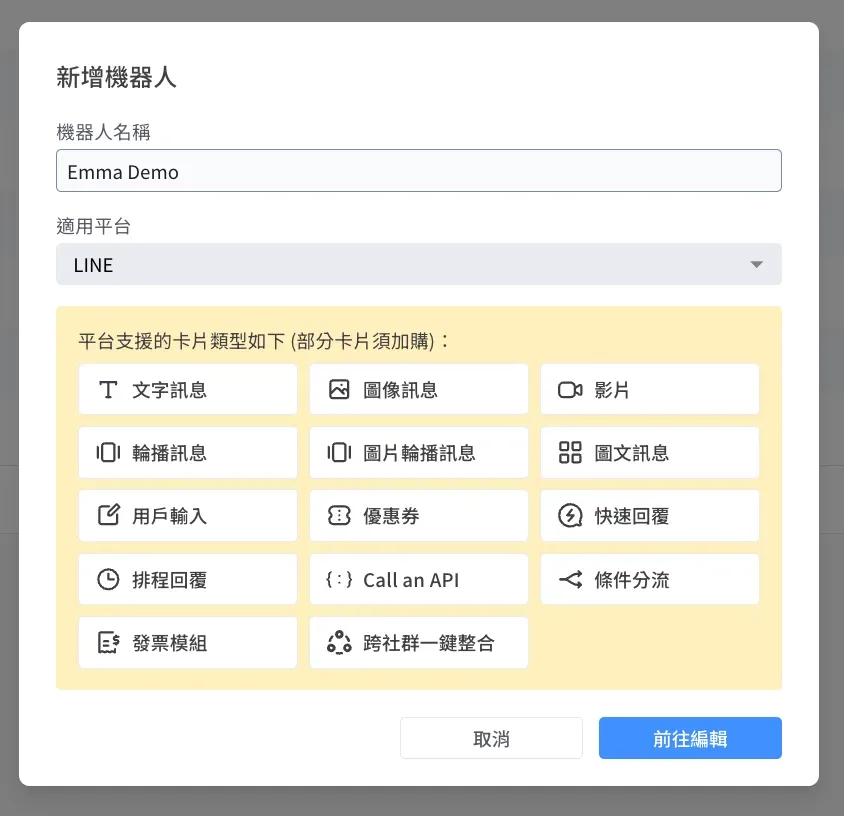 新增機器人
機器人名稱
Emma Demo
適用平台
LINE
平台支援的卡片類型如下 (部分卡片須加購)：
文字訊息
圖像訊息
影片
輪播訊息
圖片輪播訊息
圖文訊息
用戶輸入
優惠券
快速回覆
排程回覆
{:} Call an API
條件分流
發票模組
跨社群一鍵整合
取消
前往編輯